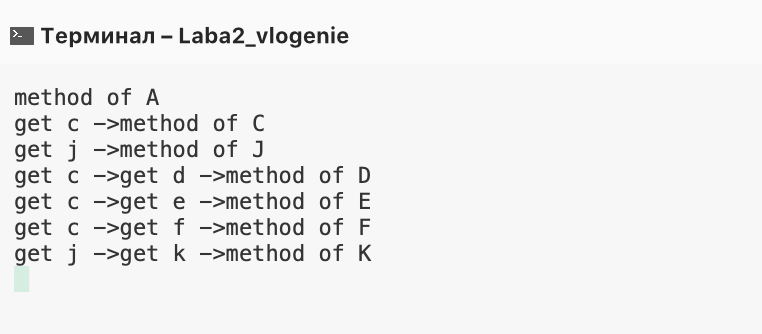 Терминал – Laba2_vlogenie
method of A
get c ->method of C
get j ->method of J
get c ->get d ->method of D
get c ->get e ->method of E
get c ->get f ->method of F
get j ->get k ->method of K